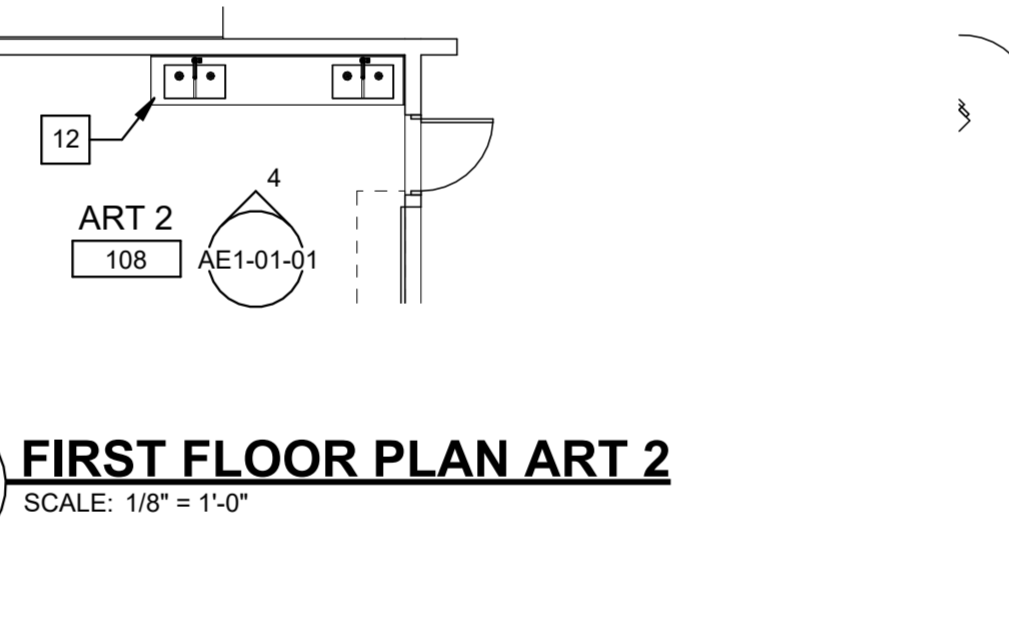 12
4
ART 2
108
AE1-01-01
FIRST FLOOR PLAN ART 2
SCALE: 1/8" = 1'-0"